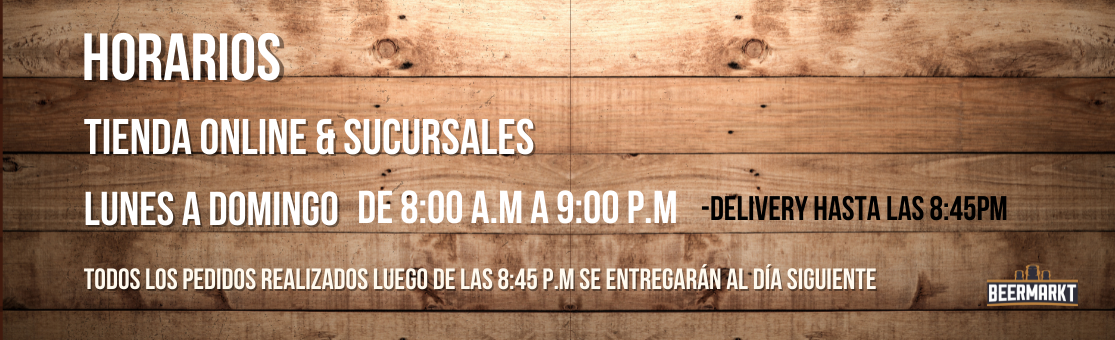 HORARIOS
TIENDA ONLINE & SUCURSALES
LUNES A DOMINGO DE 8:00 A.M A 9:00 P.M -DELIVERY HASTA LAS 8:45PM
TODOS LOS PEDIDOS REALIZADOS LUEGO DE LAS 8:45 P.M SE ENTREGARÁN AL DÍA SIGUIENTE
BEERMARKT